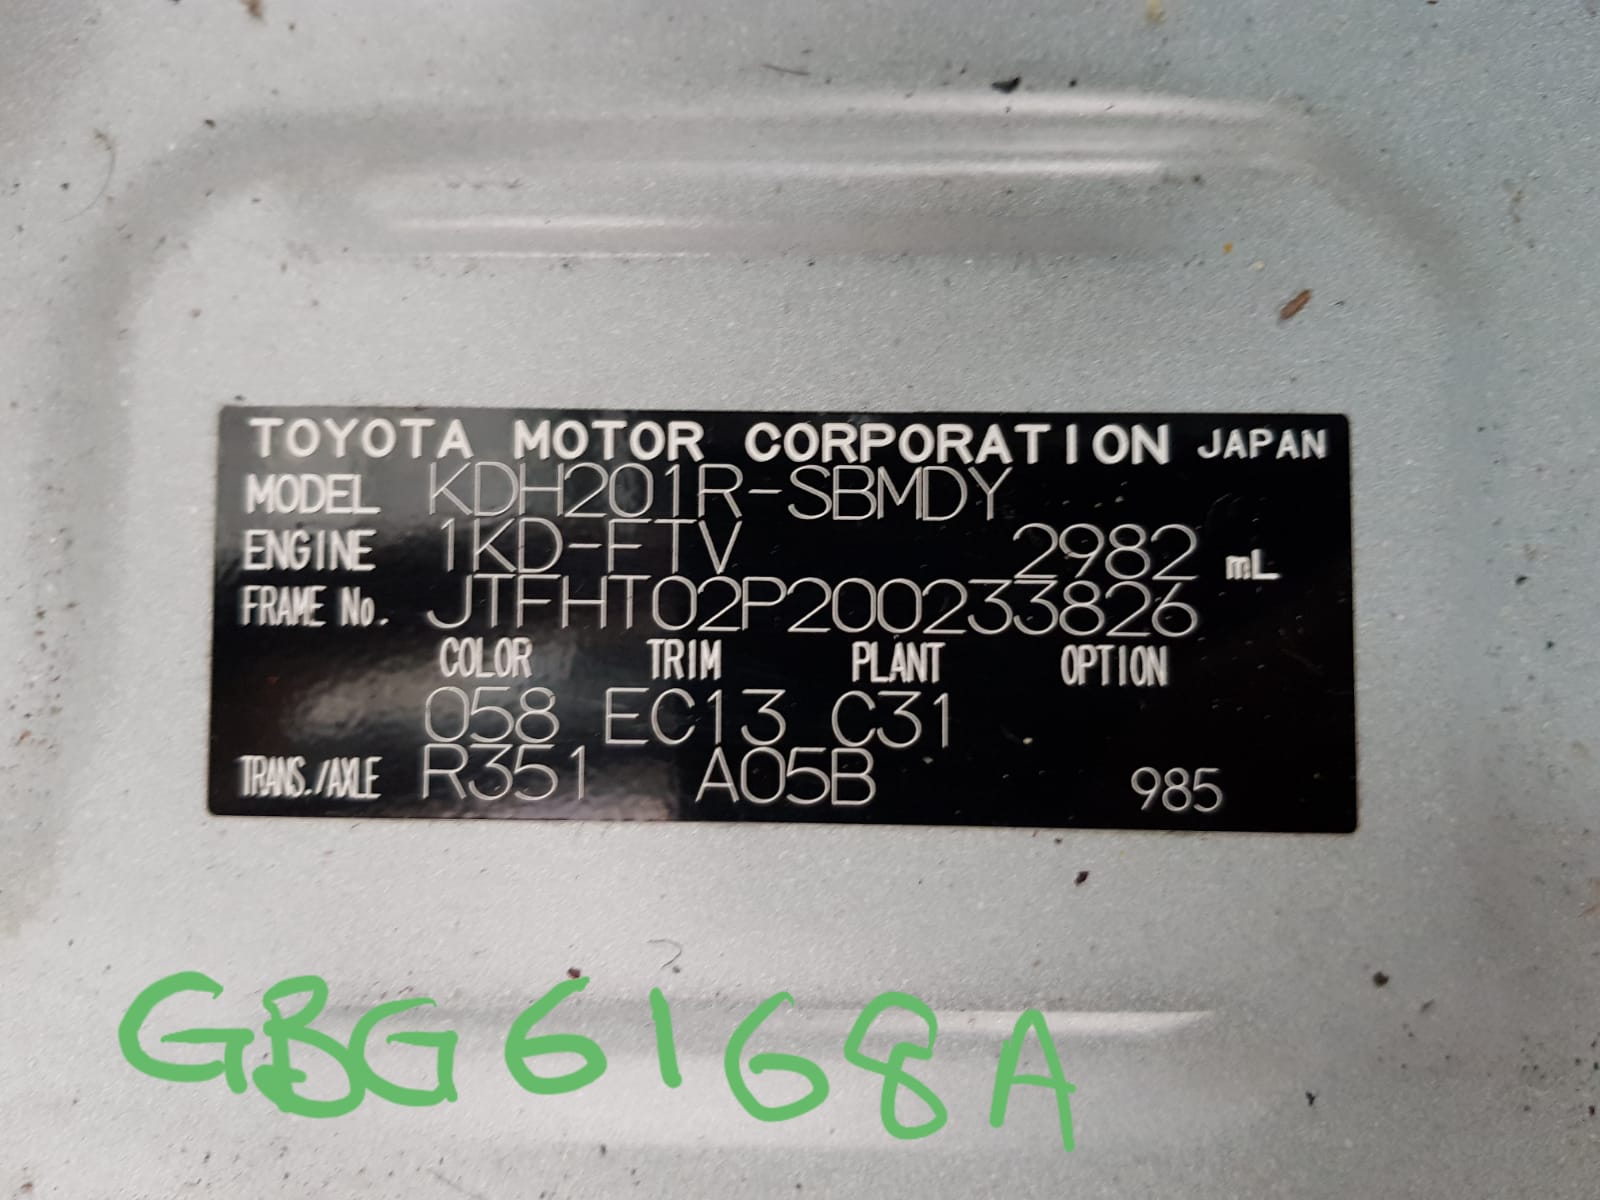 TOYOTA MOTOR CORPORATION JAPAN
MODEL KDH201R-SBMDY
ENGINE 1KD-FTV 2982 mL
FRAME No. JTFHT02P200233826
COLOR TRIM PLANT OPTION
058 EC13 C31
TRANS./AXLE R351 A05B 985
GBG6168A